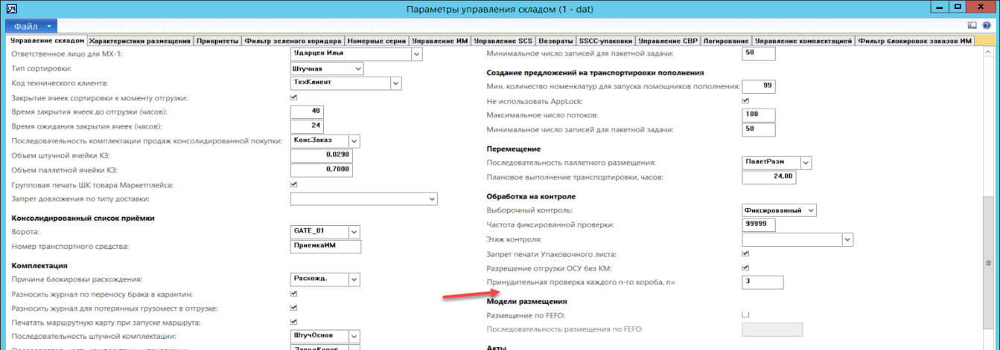 Параметры управления складом (1 - dat)
Файл
Управление складом Характеристики размещения Приоритеты Фильтр зеленого коридора Номерные серии Управление ИМ Управление SCS Возвраты SSCC-упаковки Управление СВР Логирование Управление комплектацией Фильтр блокировок заказов ИМ
Ответственное лицо для МХ-1: Ударцев Илья
Тип сортировки: Штучная
Код технического клиента: ТехКлиент
Закрытие ячеек сортировки к моменту отгрузки:
Время закрытия ячеек до отгрузки (часов): 48
Время ожидания закрытия ячеек (часов): 24
Последовательность комплектации продаж консолидированной покупки: КонсЗаказ
Объем штучной ячейки КЗ: 0,0290
Объем паллетной ячейки КЗ: 0,7000
Групповая печать ШК товара Маркетплейса:
Запрет довложения по типу доставки:
Консолидированный список приёмки
Ворота: GATE_01
Номер транспортного средства: ПриемкаИМ
Комплектация
Причина блокировки расхождения: Расхожд.
Разносить журнал по переносу брака в карантин:
Разносить журнал для потерянных грузомест в отгрузке:
Печатать маршрутную карту при запуске маршрута:
Последовательность штучной комплектации: ШтучОснов
Минимальное число записей для пакетной задачи: 50
Создание предложений на транспортировки пополнения
Мин. количество номенклатур для запуска помощников пополнения: 99
Не использовать AppLock:
Максимальное число потоков: 100
Минимальное число записей для пакетной задачи: 50
Перемещение
Последовательность паллетного размещения: ПалетРазм
Плановое выполнение транспортировки, часов: 24,00
Обработка на контроле
Выборочный контроль: Фиксированный
Частота фиксированной проверки: 99999
Этаж контроля:
Запрет печати Упаковочного листа:
Разрешение отгрузки ОСУ без КМ:
Принудительная проверка каждого n-го короба, n= 3
Модели размещения
Размещение по FEFO:
Последовательность размещения по FEFO:
Акты